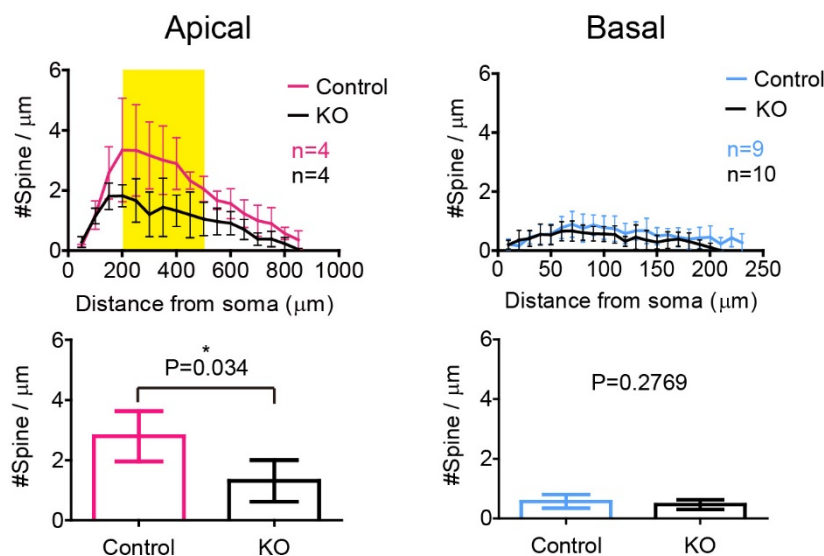 Apical
6
4
2
0
#Spine / μm
Control
KO
n=4
n=4
0 200 400 600 800 1000
Distance from soma (μm)
Basal
6
4
2
0
#Spine / μm
Control
KO
n=9
n=10
0 50 100 150 200 250
Distance from soma (μm)
6
4
2
0
#Spine / μm
*
P=0.034
Control KO
6
4
2
0
#Spine / μm
P=0.2769
Control KO